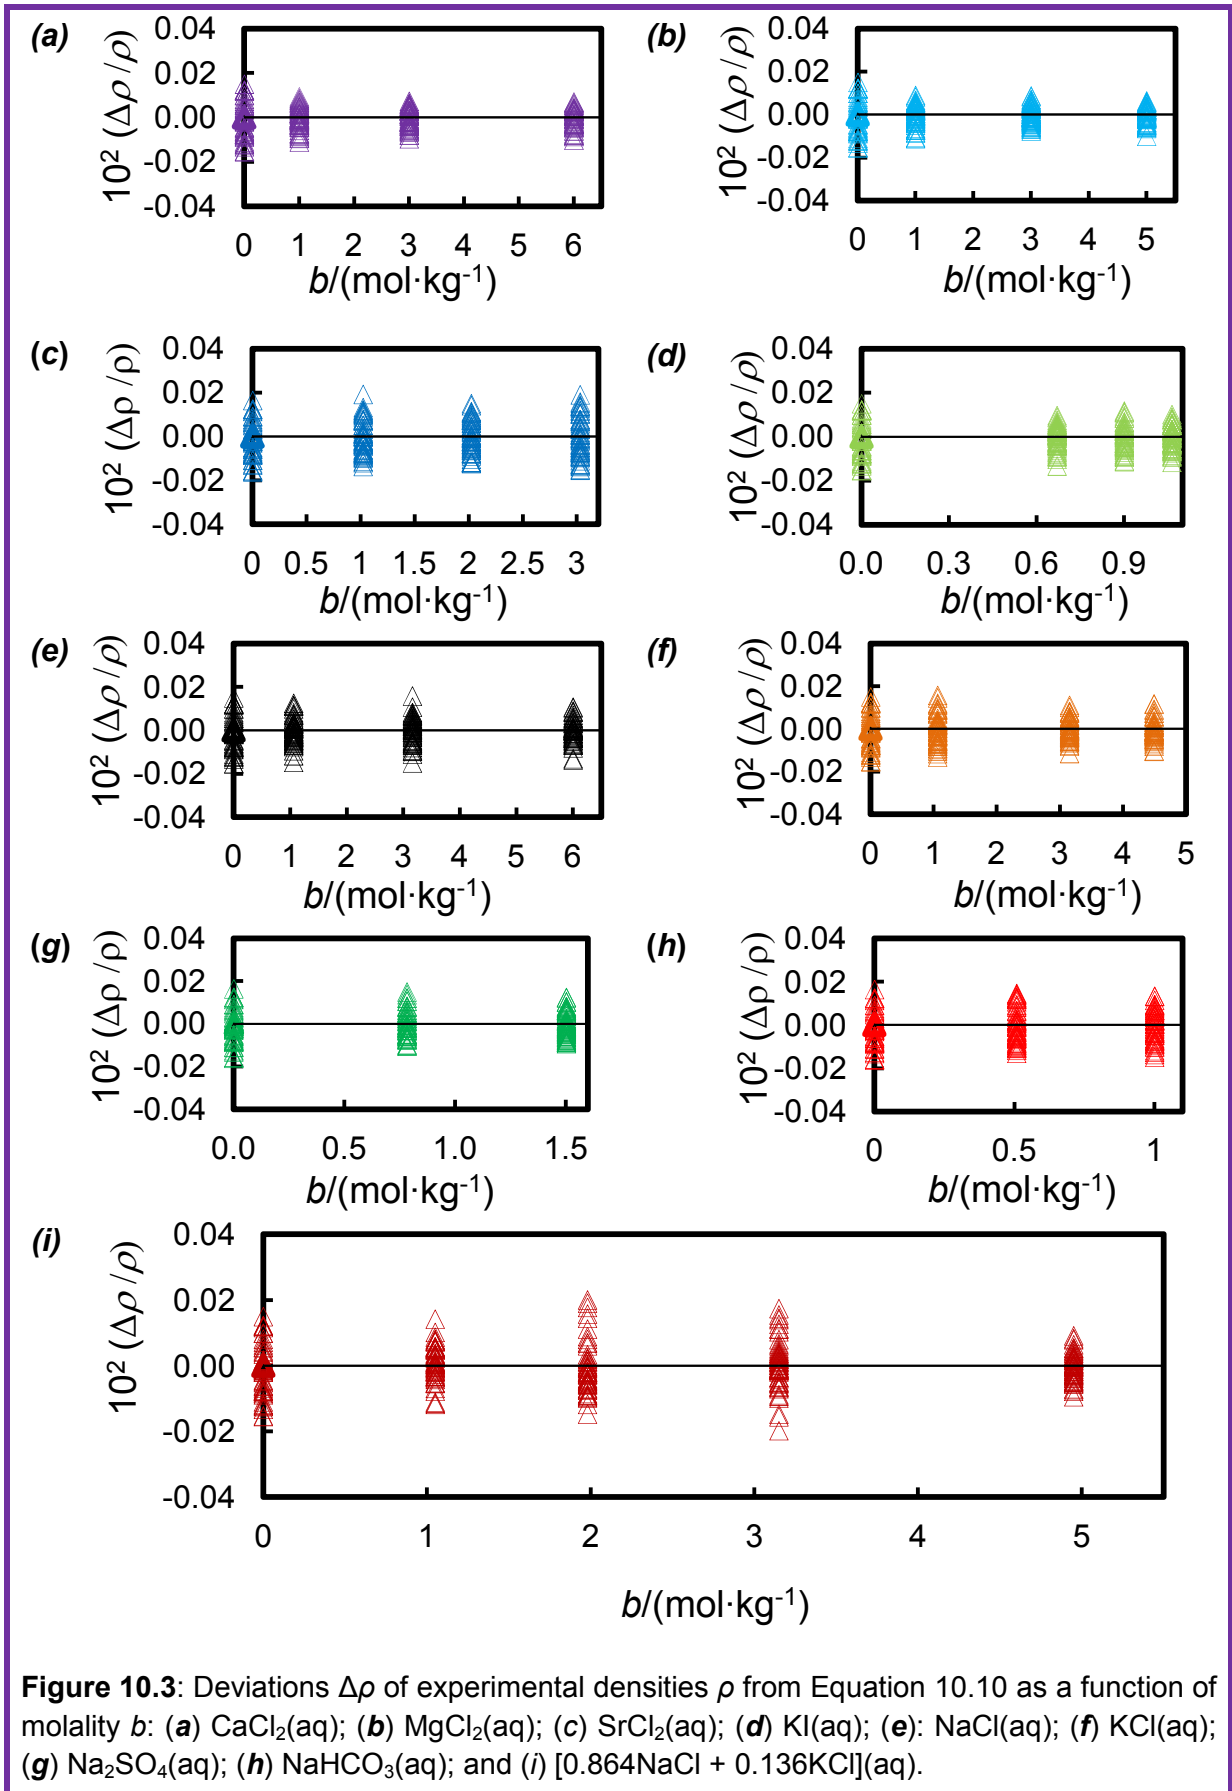 (a)
10² (Δρ/ρ)
0.04
0.02
0.00
-0.02
-0.04
0 1 2 3 4 5 6
b/(mol·kg⁻¹)
(b)
10² (Δρ/ρ)
0.04
0.02
0.00
-0.02
-0.04
0 1 2 3 4 5
b/(mol·kg⁻¹)
(c)
10² (Δρ/ρ)
0.04
0.02
0.00
-0.02
-0.04
0 0.5 1 1.5 2 2.5 3
b/(mol·kg⁻¹)
(d)
10² (Δρ/ρ)
0.04
0.02
0.00
-0.02
-0.04
0.0 0.3 0.6 0.9
b/(mol·kg⁻¹)
(e)
10² (Δρ/ρ)
0.04
0.02
0.00
-0.02
-0.04
0 1 2 3 4 5 6
b/(mol·kg⁻¹)
(f)
10² (Δρ/ρ)
0.04
0.02
0.00
-0.02
-0.04
0 1 2 3 4 5
b/(mol·kg⁻¹)
(g)
10² (Δρ/ρ)
0.04
0.02
0.00
-0.02
-0.04
0.0 0.5 1.0 1.5
b/(mol·kg⁻¹)
(h)
10² (Δρ/ρ)
0.04
0.02
0.00
-0.02
-0.04
0 0.5 1
b/(mol·kg⁻¹)
(i)
10² (Δρ/ρ)
0.04
0.02
0.00
-0.02
-0.04
0 1 2 3 4 5
b/(mol·kg⁻¹)
Figure 10.3: Deviations Δρ of experimental densities ρ from Equation 10.10 as a function of
molality b: (a) CaCl₂(aq); (b) MgCl₂(aq); (c) SrCl₂(aq); (d) KI(aq); (e): NaCl(aq); (f) KCl(aq);
(g) Na₂SO₄(aq); (h) NaHCO₃(aq); and (i) [0.864NaCl + 0.136KCl](aq).